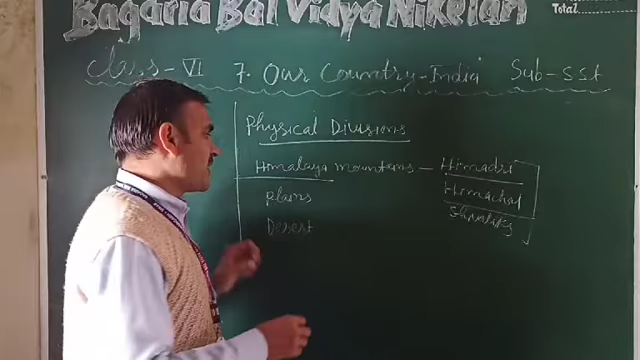 Bagaria Bal Vidya Niketan
Total
Class - VI 7. Our Country - India Sub - SST
Physical Divisions
Himalaya mountains - Himadri
Himachal
Shivaliks
Plains
Desert